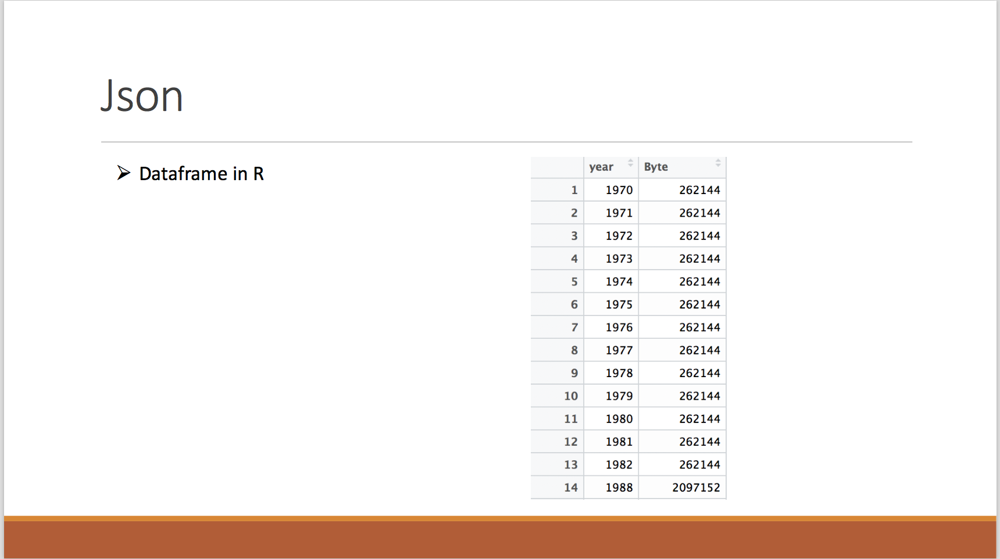 Json
➢ Dataframe in R
year Byte
1 1970 262144
2 1971 262144
3 1972 262144
4 1973 262144
5 1974 262144
6 1975 262144
7 1976 262144
8 1977 262144
9 1978 262144
10 1979 262144
11 1980 262144
12 1981 262144
13 1982 262144
14 1988 2097152